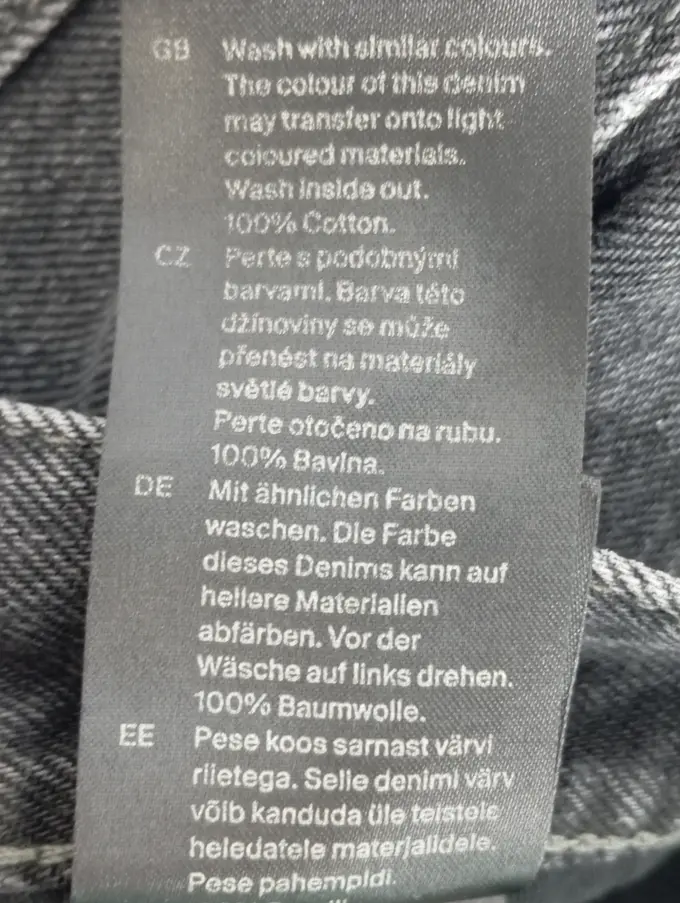 GB Wash with similar colours.
The colour of this denim
may transfer onto light
coloured materials.
Wash inside out.
100% Cotton.
CZ Perte s podobnými
barvami. Barva této
džínoviny se může
přenést na materiály
světlé barvy.
Perte otočeno na rubu.
100% Bavlna.
DE Mit ähnlichen Farben
waschen. Die Farbe
dieses Denims kann auf
hellere Materialien
abfärben. Vor der
Wäsche auf links drehen.
100% Baumwolle.
EE Pese koos sarnast värvi
riietega. Selle denimi värv
võib kanduda üle teistele
heledatele materjalidele.
Pese pahempidi.